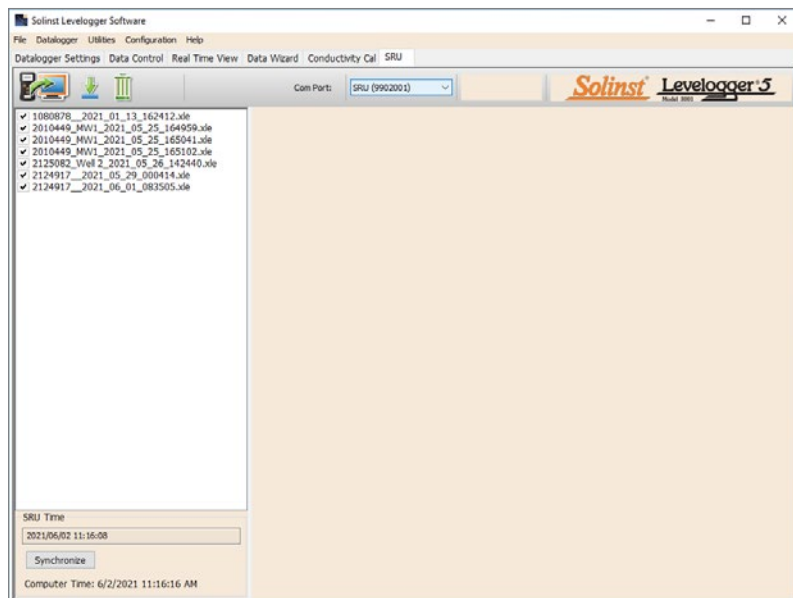 Solinst Levelogger Software
File Datalogger Utilities Configuration Help
Datalogger Settings Data Control Real Time View Data Wizard Conductivity Cal SRU
Com Port: SRU (9902001)
Solinst Levelogger 5
Model 3001
1080878__2021_01_13_162412.xle
2010449_MW1_2021_05_25_164959.xle
2010449_MW1_2021_05_25_165041.xle
2010449_MW1_2021_05_25_165102.xle
2125082_Well 2_2021_05_26_142440.xle
2124917__2021_05_29_000414.xle
2124917__2021_06_01_083505.xle
SRU Time
2021/06/02 11:16:08
Synchronize
Computer Time: 6/2/2021 11:16:16 AM